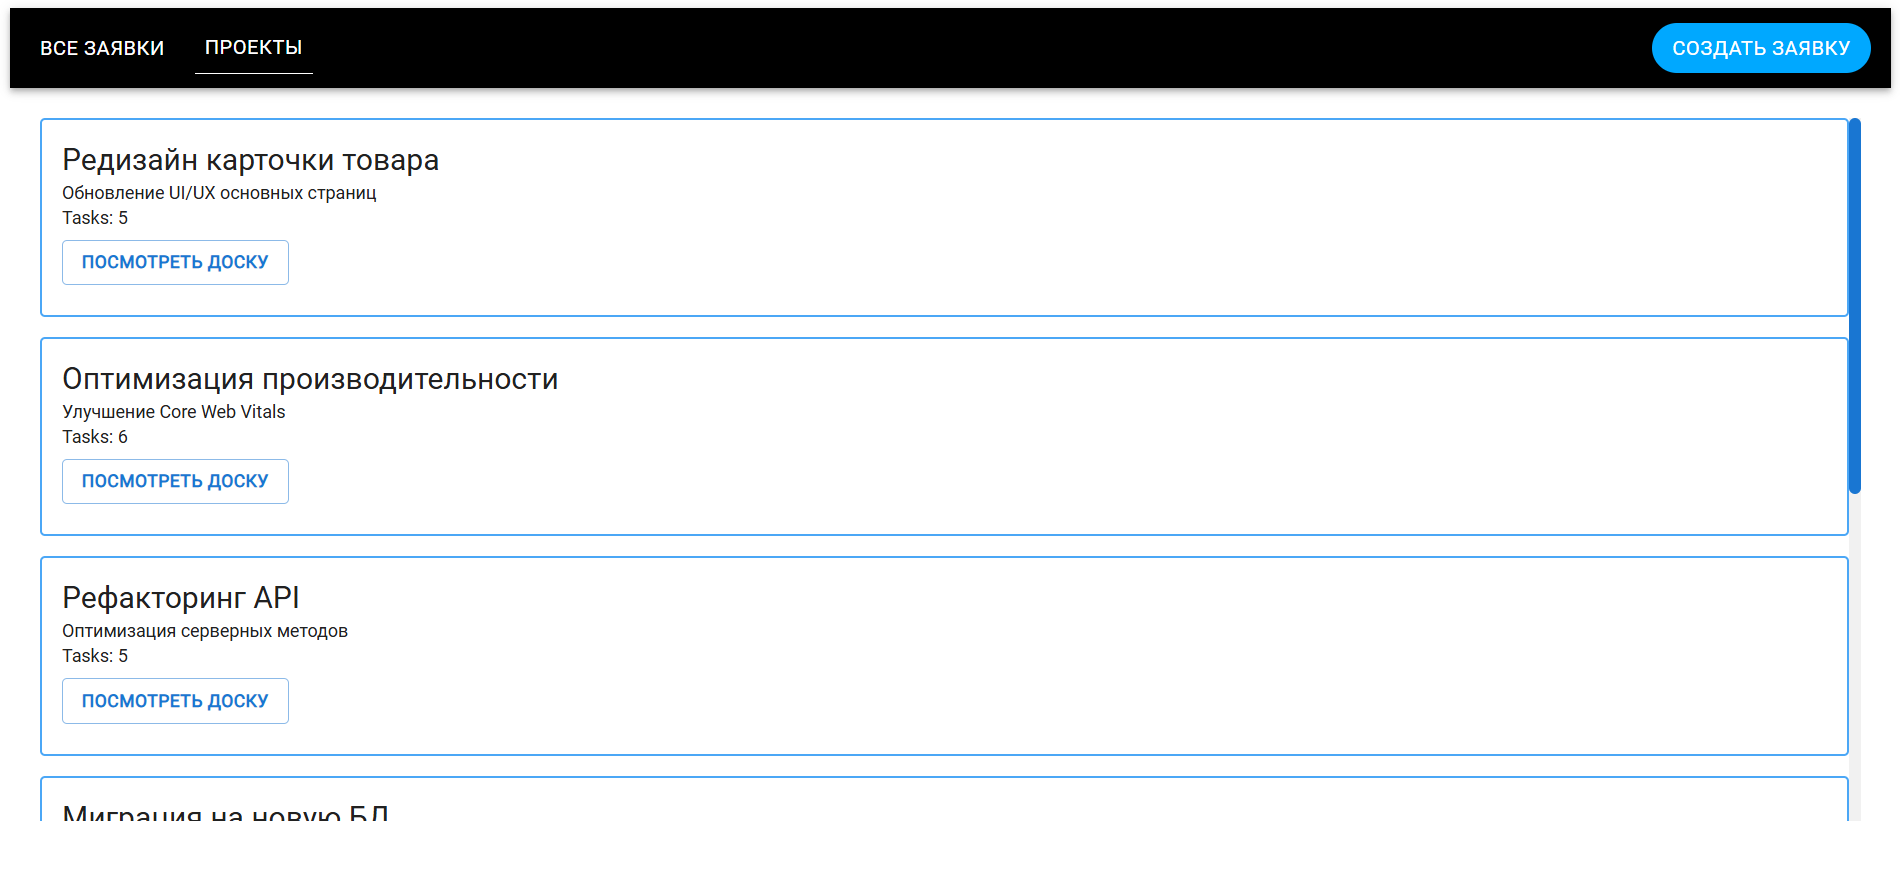 ВСЕ ЗАЯВКИ ПРОЕКТЫ СОЗДАТЬ ЗАЯВКУ
Редизайн карточки товара
Обновление UI/UX основных страниц
Tasks: 5
ПОСМОТРЕТЬ ДОСКУ
Оптимизация производительности
Улучшение Core Web Vitals
Tasks: 6
ПОСМОТРЕТЬ ДОСКУ
Рефакторинг API
Оптимизация серверных методов
Tasks: 5
ПОСМОТРЕТЬ ДОСКУ
Миграция на новую БД